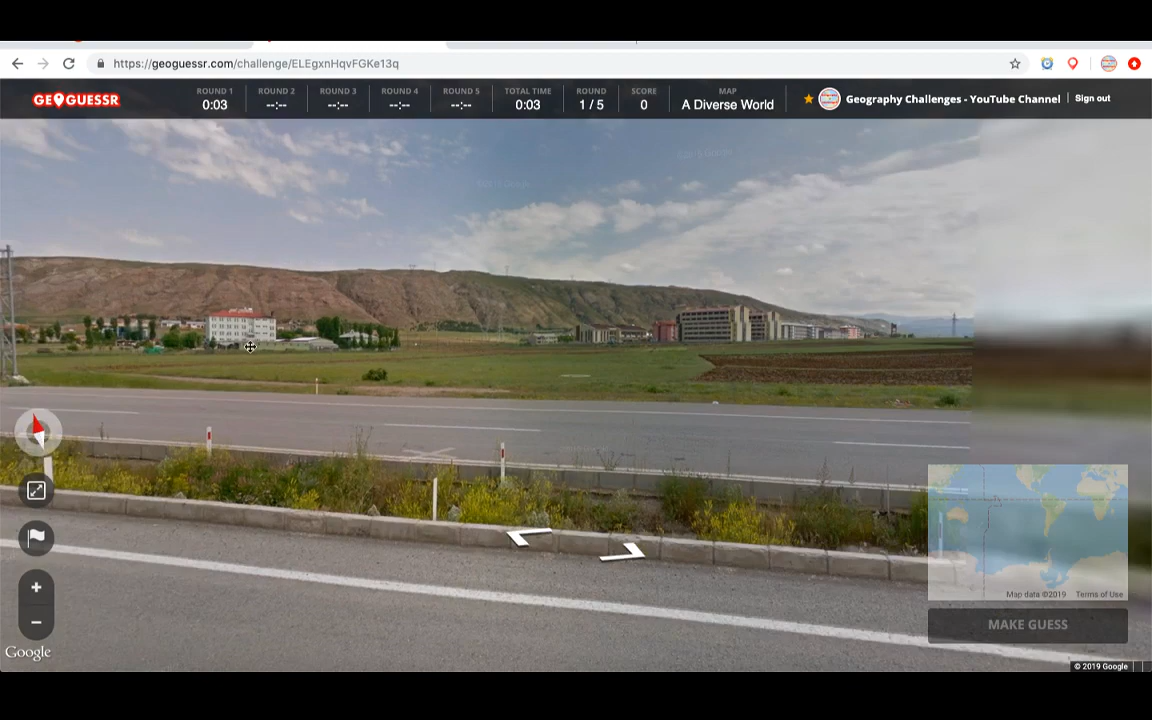 https://geoguessr.com/challenge/ELEgxnHqvFGKe13q
GEOGUESSR
ROUND 1 ROUND 2 ROUND 3 ROUND 4 ROUND 5 TOTAL TIME ROUND SCORE MAP
0:03 --:-- --:-- --:-- --:-- 0:03 1 / 5 0 A Diverse World
Geography Challenges - YouTube Channel Sign out
©2019 Google
Map data ©2019 Terms of Use
MAKE GUESS
Google
© 2019 Google